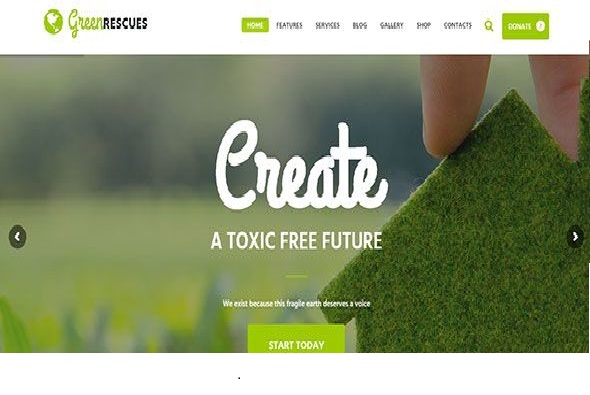 GreenRESCUES
HOME FEATURES SERVICES BLOG GALLERY SHOP CONTACTS DONATE
Create
A TOXIC FREE FUTURE
We exist because this fragile earth deserves a voice
START TODAY